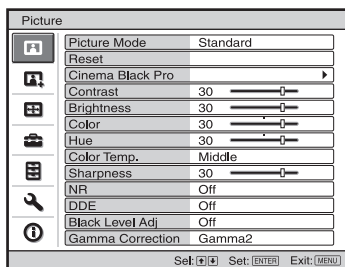 Picture
Picture Mode Standard
Reset
Cinema Black Pro
Contrast 30
Brightness 30
Color 30
Hue 30
Color Temp. Middle
Sharpness 30
NR Off
DDE Off
Black Level Adj Off
Gamma Correction Gamma2
Sel: Set: ENTER Exit: MENU